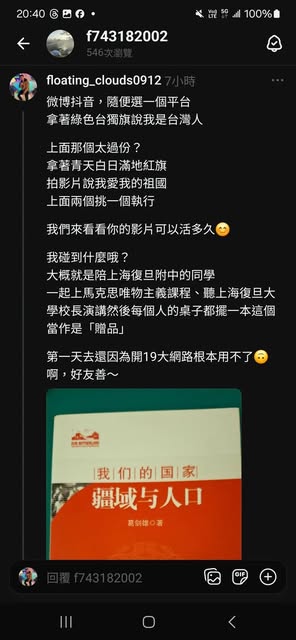 20:40
100%
f743182002
546次瀏覽
floating_clouds0912 7小時
微博抖音，隨便選一個平台
拿著綠色台獨旗說我是台灣人
上面那個太過份？
拿著青天白日滿地紅旗
拍影片說我愛我的祖國
上面兩個挑一個執行
我們來看看你的影片可以活多久😊
我碰到什麼哦？
大概就是陪上海復旦附中的同學
一起上馬克思唯物主義課程、聽上海復旦大
學校長演講然後每個人的桌子都擺一本這個
當作是「贈品」
第一天去還因為開19大網路根本用不了🙃
啊，好友善～
我们的国家
疆域与人口
葛剑雄◎著
回覆 f743182002
GIF